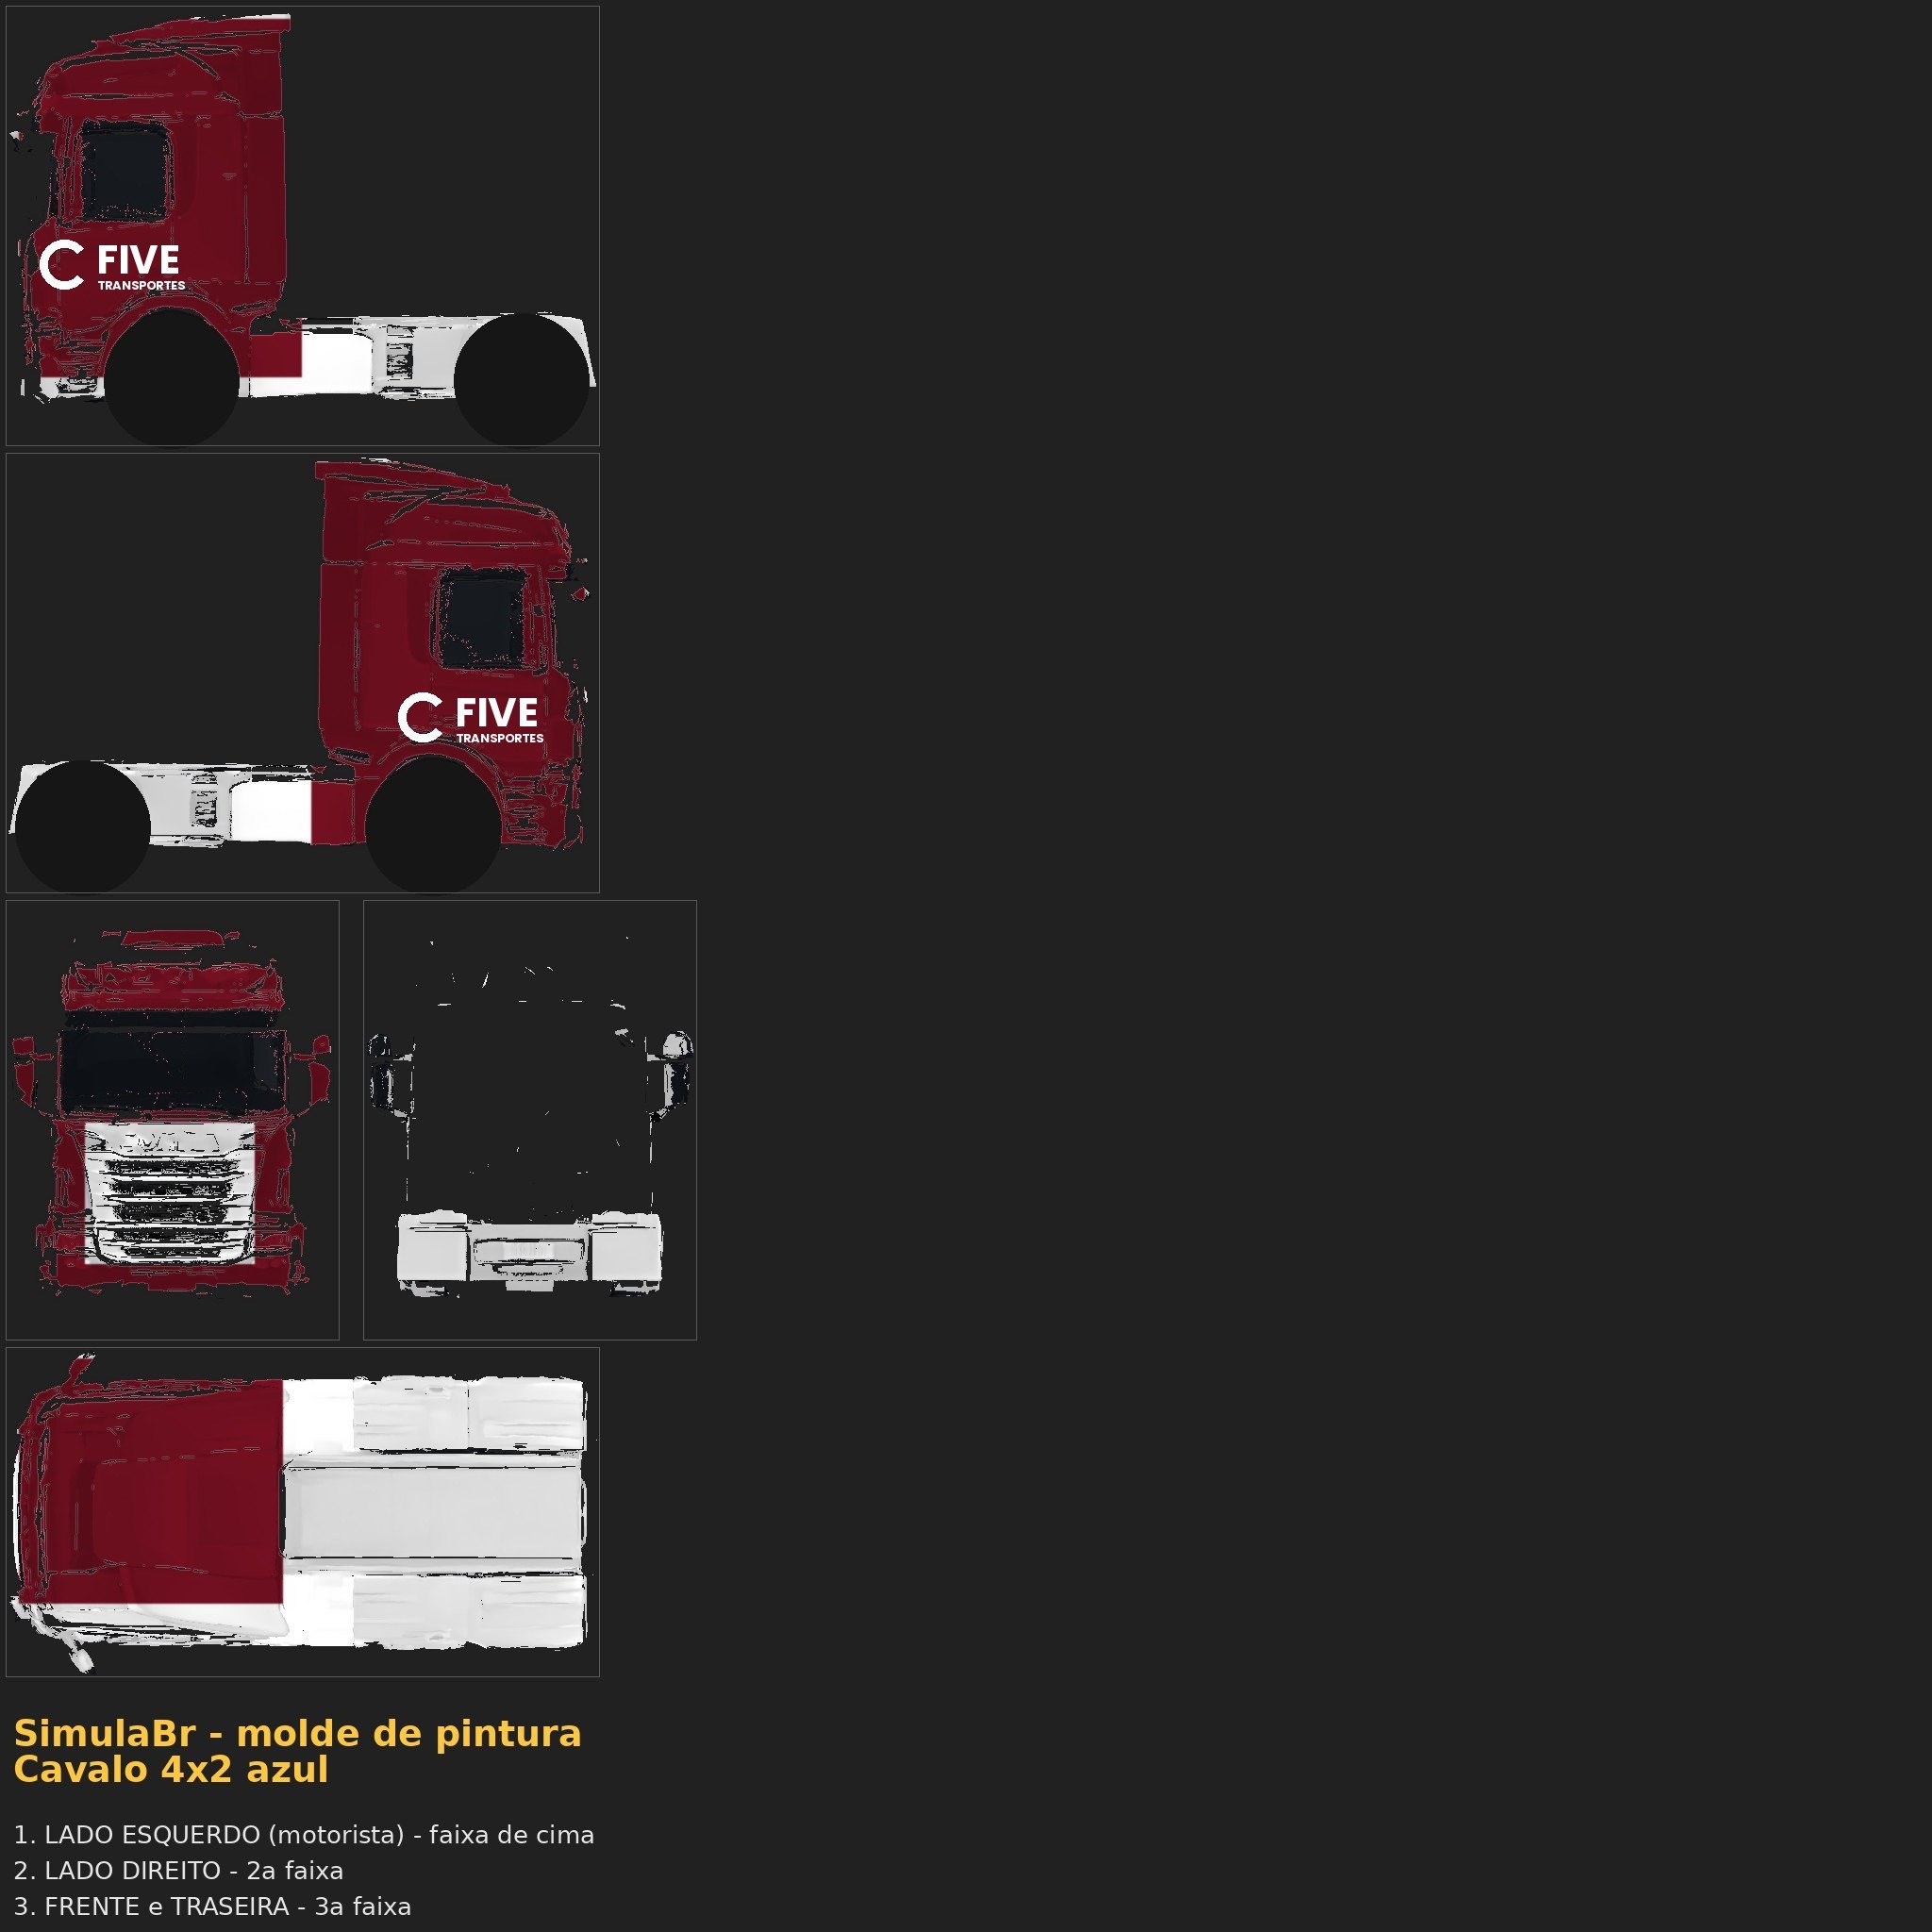 FIVE
TRANSPORTES
FIVE
TRANSPORTES
SimulaBr - molde de pintura
Cavalo 4x2 azul
1. LADO ESQUERDO (motorista) - faixa de cima
2. LADO DIREITO - 2a faixa
3. FRENTE e TRASEIRA - 3a faixa